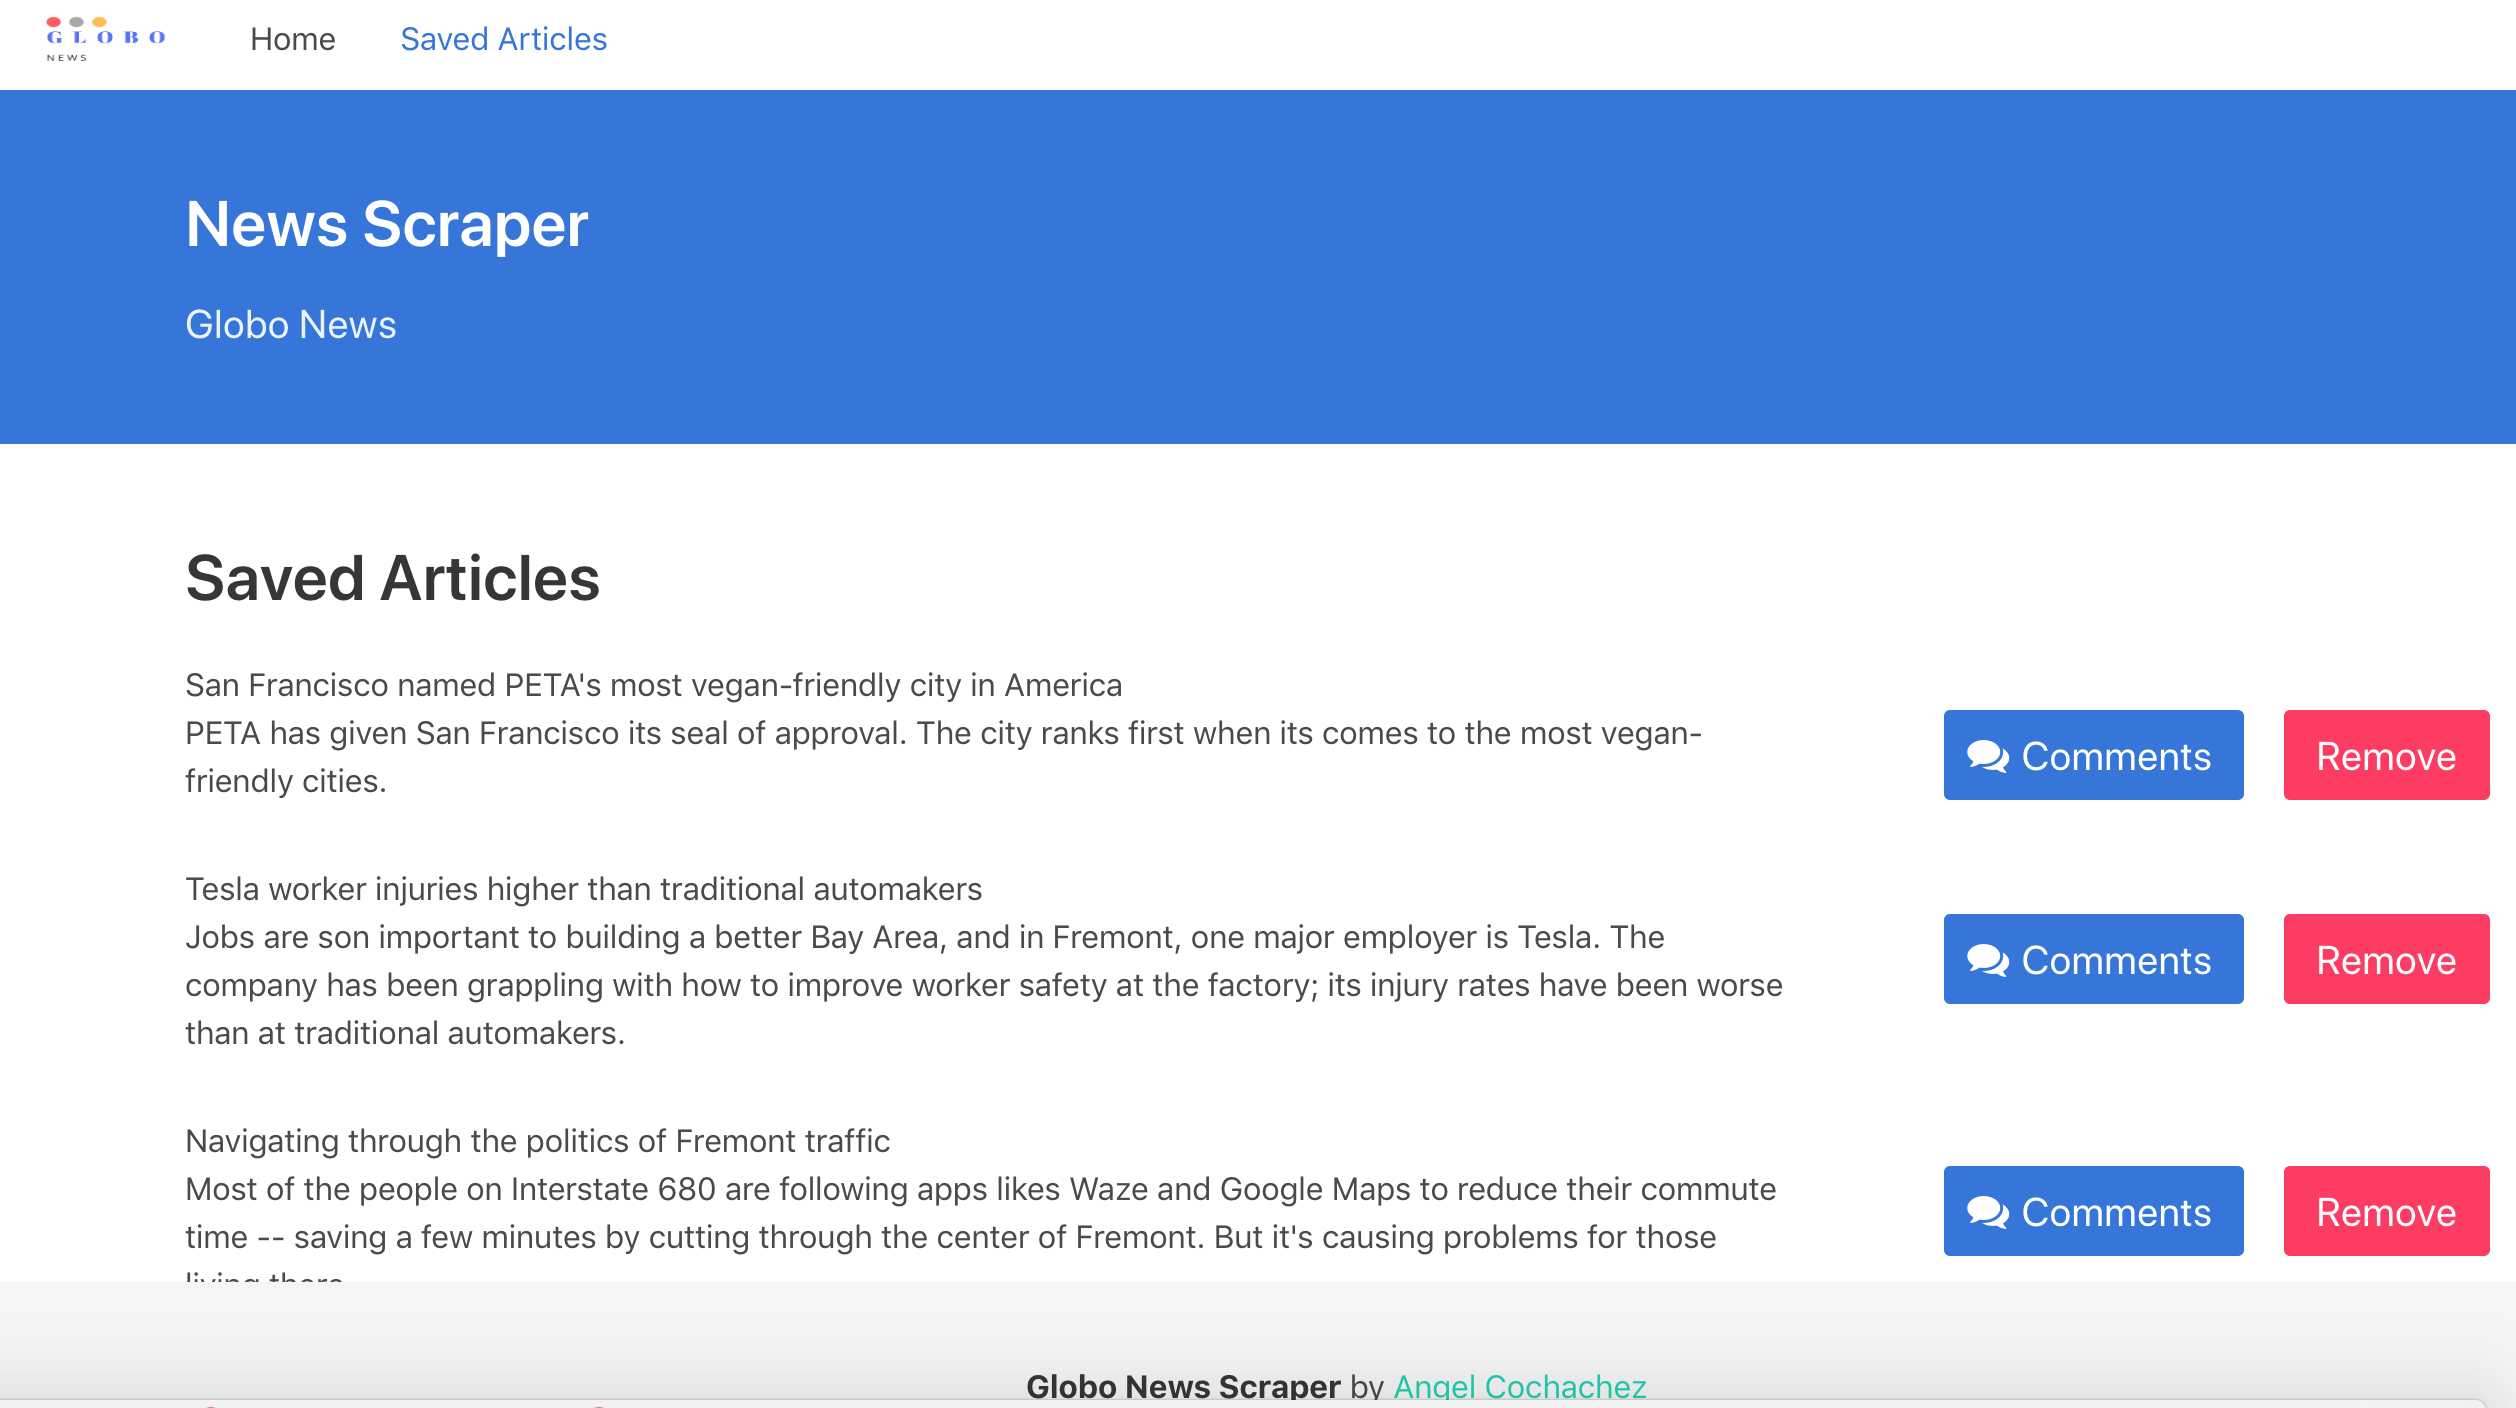 GLOBO
NEWS
Home
Saved Articles
News Scraper
Globo News
Saved Articles
San Francisco named PETA's most vegan-friendly city in America
PETA has given San Francisco its seal of approval. The city ranks first when its comes to the most vegan-
friendly cities.
Comments
Remove
Tesla worker injuries higher than traditional automakers
Jobs are son important to building a better Bay Area, and in Fremont, one major employer is Tesla. The
company has been grappling with how to improve worker safety at the factory; its injury rates have been worse
than at traditional automakers.
Comments
Remove
Navigating through the politics of Fremont traffic
Most of the people on Interstate 680 are following apps likes Waze and Google Maps to reduce their commute
time -- saving a few minutes by cutting through the center of Fremont. But it's causing problems for those
living there
Comments
Remove
Globo News Scraper by Angel Cochachez